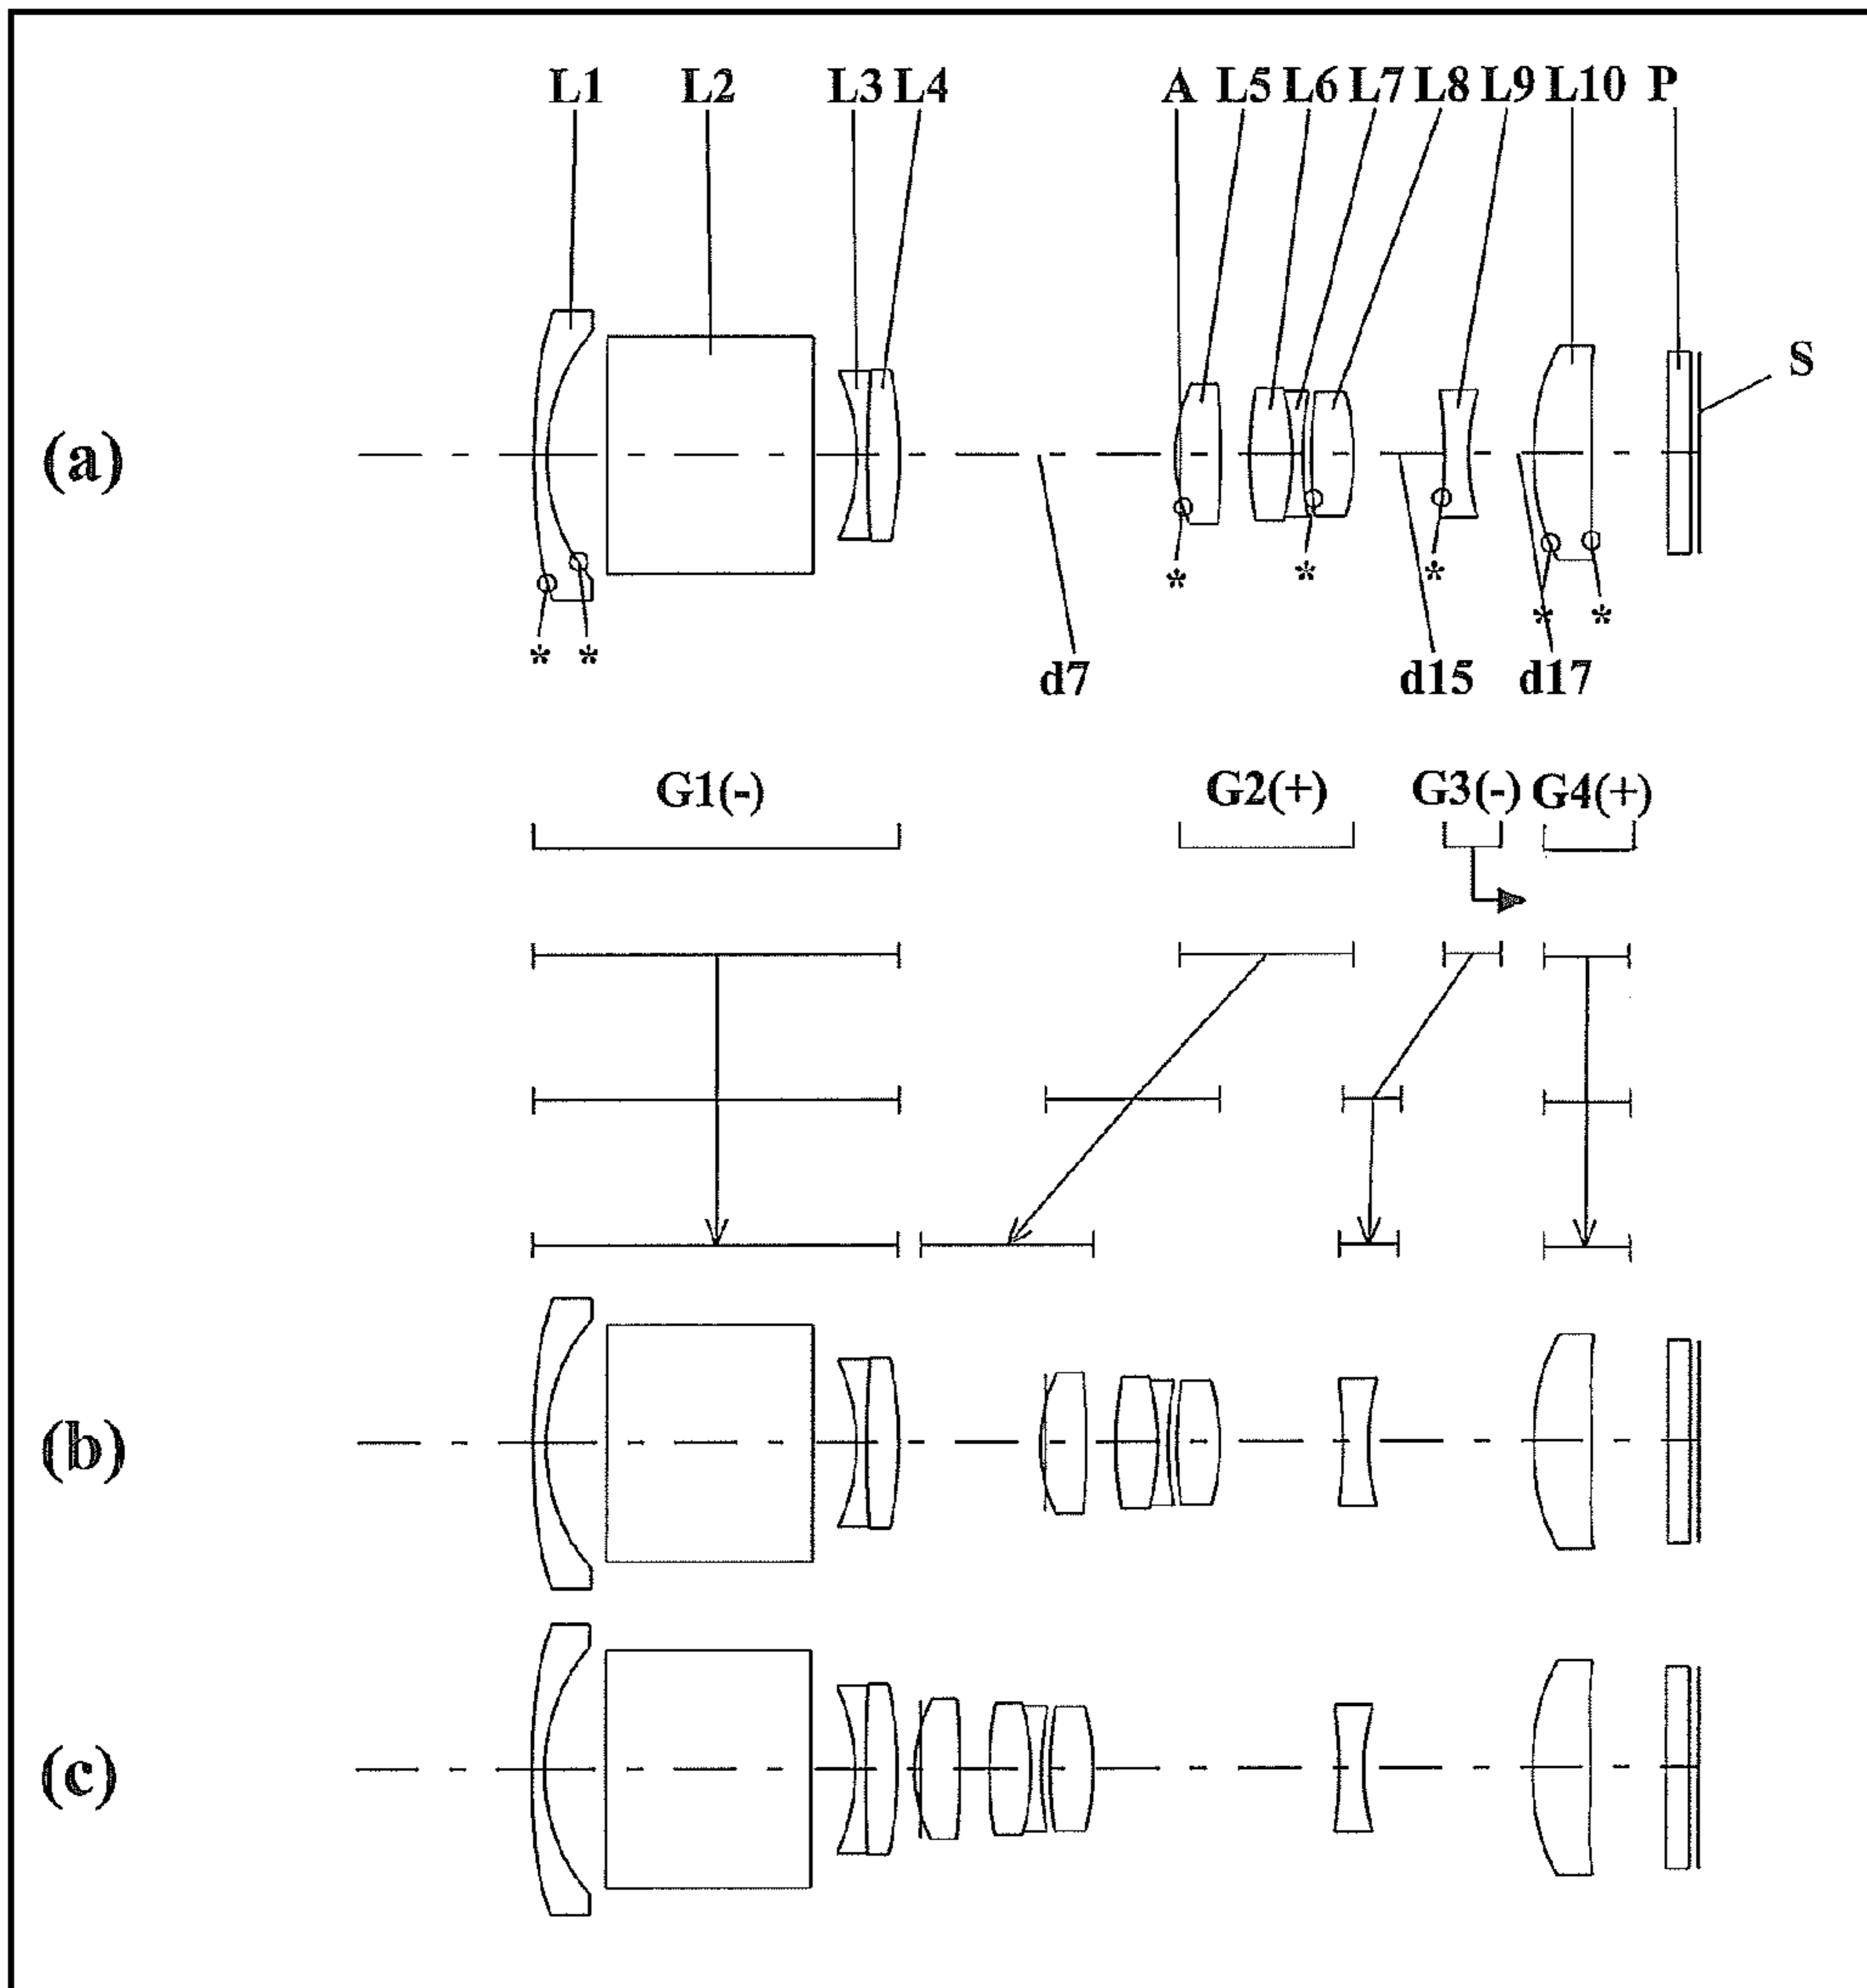 L1 L2 L3 L4 A L5 L6 L7 L8 L9 L10 P
S
(a)
* * * * *
* *
* *
d7 d15 d17
G1(-) G2(+) G3(-) G4(+)
(b)
(c)